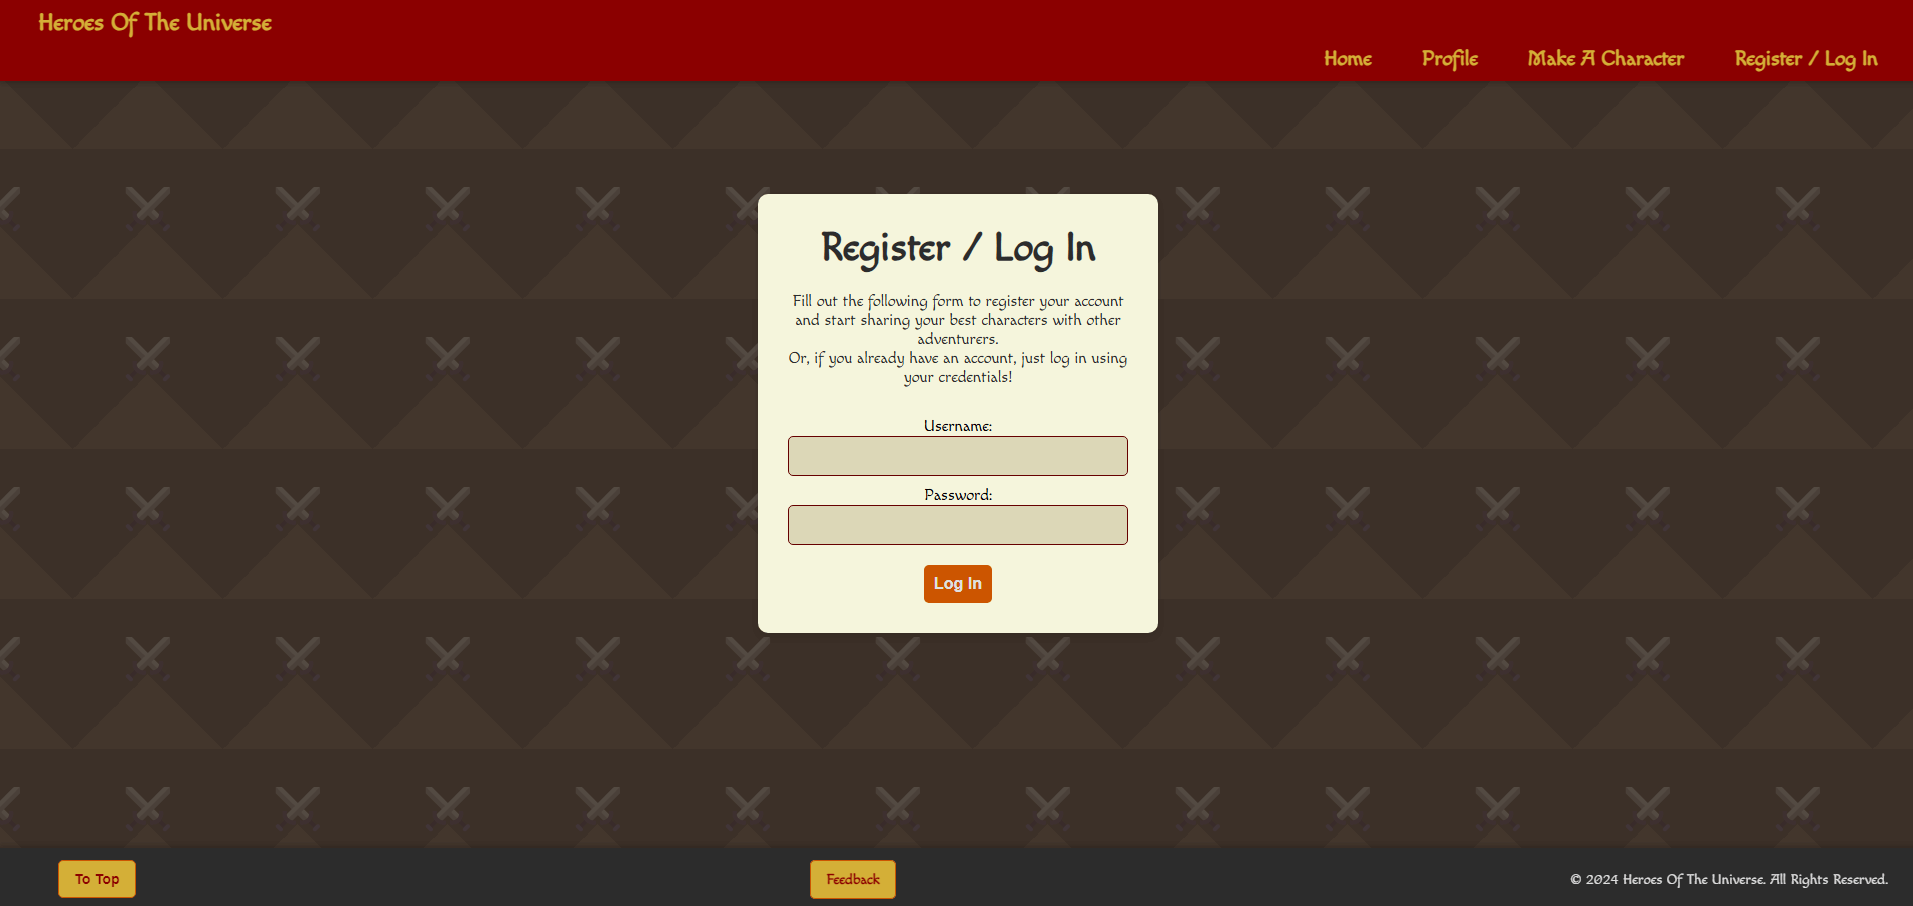 Heroes Of The Universe
Home Profile Make A Character Register / Log In
Register / Log In
Fill out the following form to register your account
and start sharing your best characters with other
adventurers.
Or, if you already have an account, just log in using
your credentials!
Username:
Password:
Log In
To Top
Feedback
© 2024 Heroes Of The Universe. All Rights Reserved.